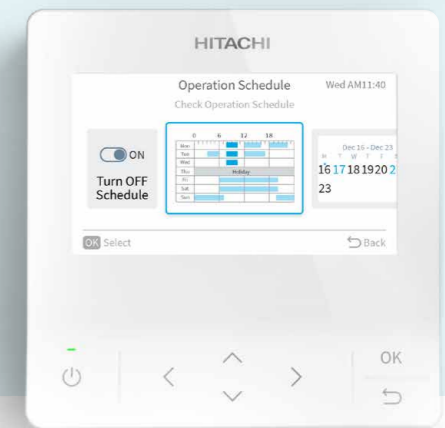 HITACHI
Operation Schedule
Wed AM11:40
Check Operation Schedule
ON
Turn OFF
Schedule
0 6 12 18
Mon
Tue
Wed
Thu Holiday
Fri
Sat
Sun
Dec 16 - Dec 23
M T W T F S
16 17 18 19 20 2
23
OK Select
Back
OK